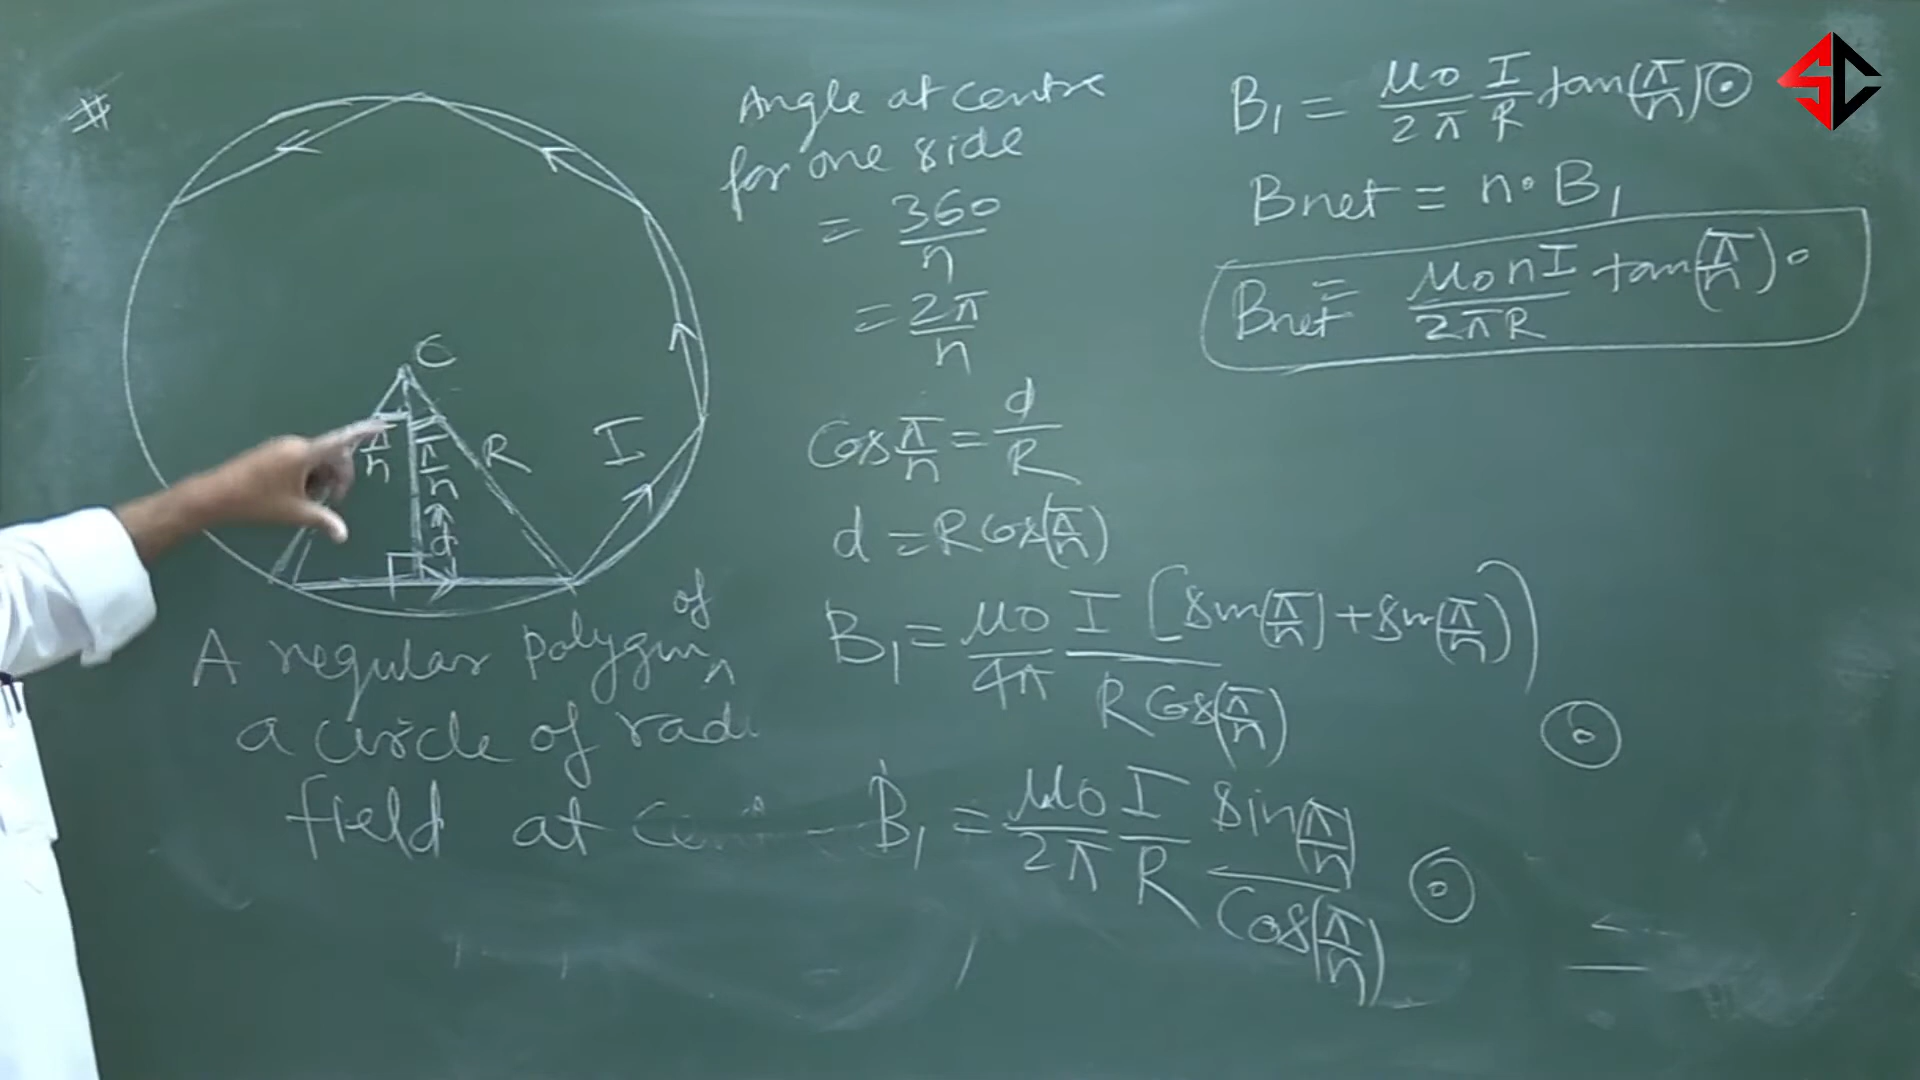 #
C
π/n π/n
R
I
d
A regular polygon of n
a circle of radi
field at
Angle at centre
for one side
= 360/n
= 2π/n
Cos π/n = d/R
d = R Cos(π/n)
B₁ = μ₀/4π I/(R Cos(π/n)) [sin(π/n) + sin(π/n)] ⊙
B₁ = μ₀/2π I/R sin(π/n)/Cos(π/n) ⊙
B₁ = μ₀/2π I/R tan(π/n) ⊙
Bnet = n·B₁
Bnet = μ₀nI/2πR tan(π/n) ⊙
=
SC